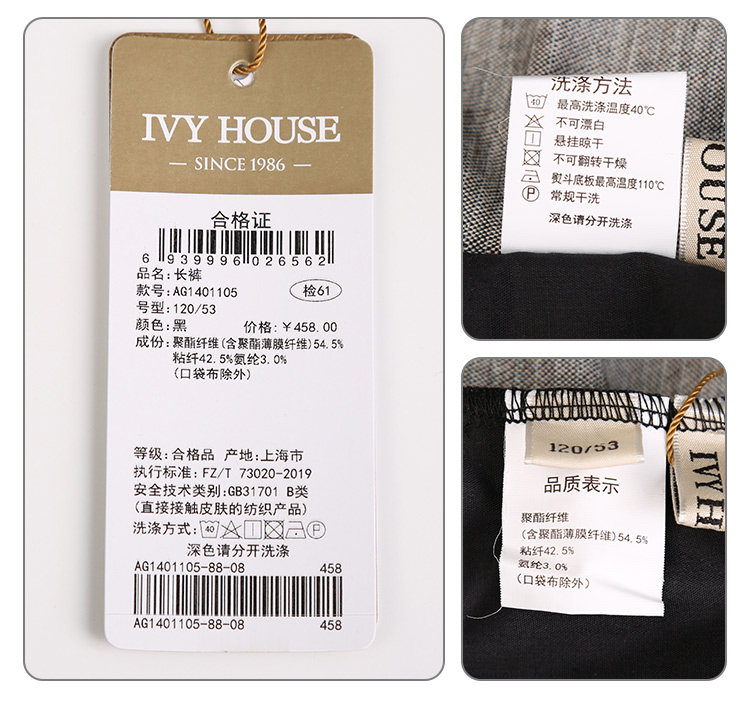 IVY HOUSE
— SINCE 1986 —
合格证
6 939996 026562
品名:长裤
款号:AG1401105
检61
号型:120/53
颜色:黑 价格:￥458.00
成份:聚酯纤维(含聚酯薄膜纤维)54.5%
粘纤42.5%氨纶3.0%
(口袋布除外)
等级:合格品 产地:上海市
执行标准: FZ/T 73020-2019
安全技术类别:GB31701 B类
(直接接触皮肤的纺织产品)
洗涤方式: 40 P
深色请分开洗涤
AG1401105-88-08 458
AG1401105-88-08 458
洗涤方法
40 最高洗涤温度40℃
不可漂白
悬挂晾干
不可翻转干燥
熨斗底板最高温度110℃
P 常规干洗
深色请分开洗涤
OUSE
120/53
品质表示
聚酯纤维
(含聚酯薄膜纤维)54.5%
粘纤42.5%
氨纶3.0%
(口袋布除外)
IVY H